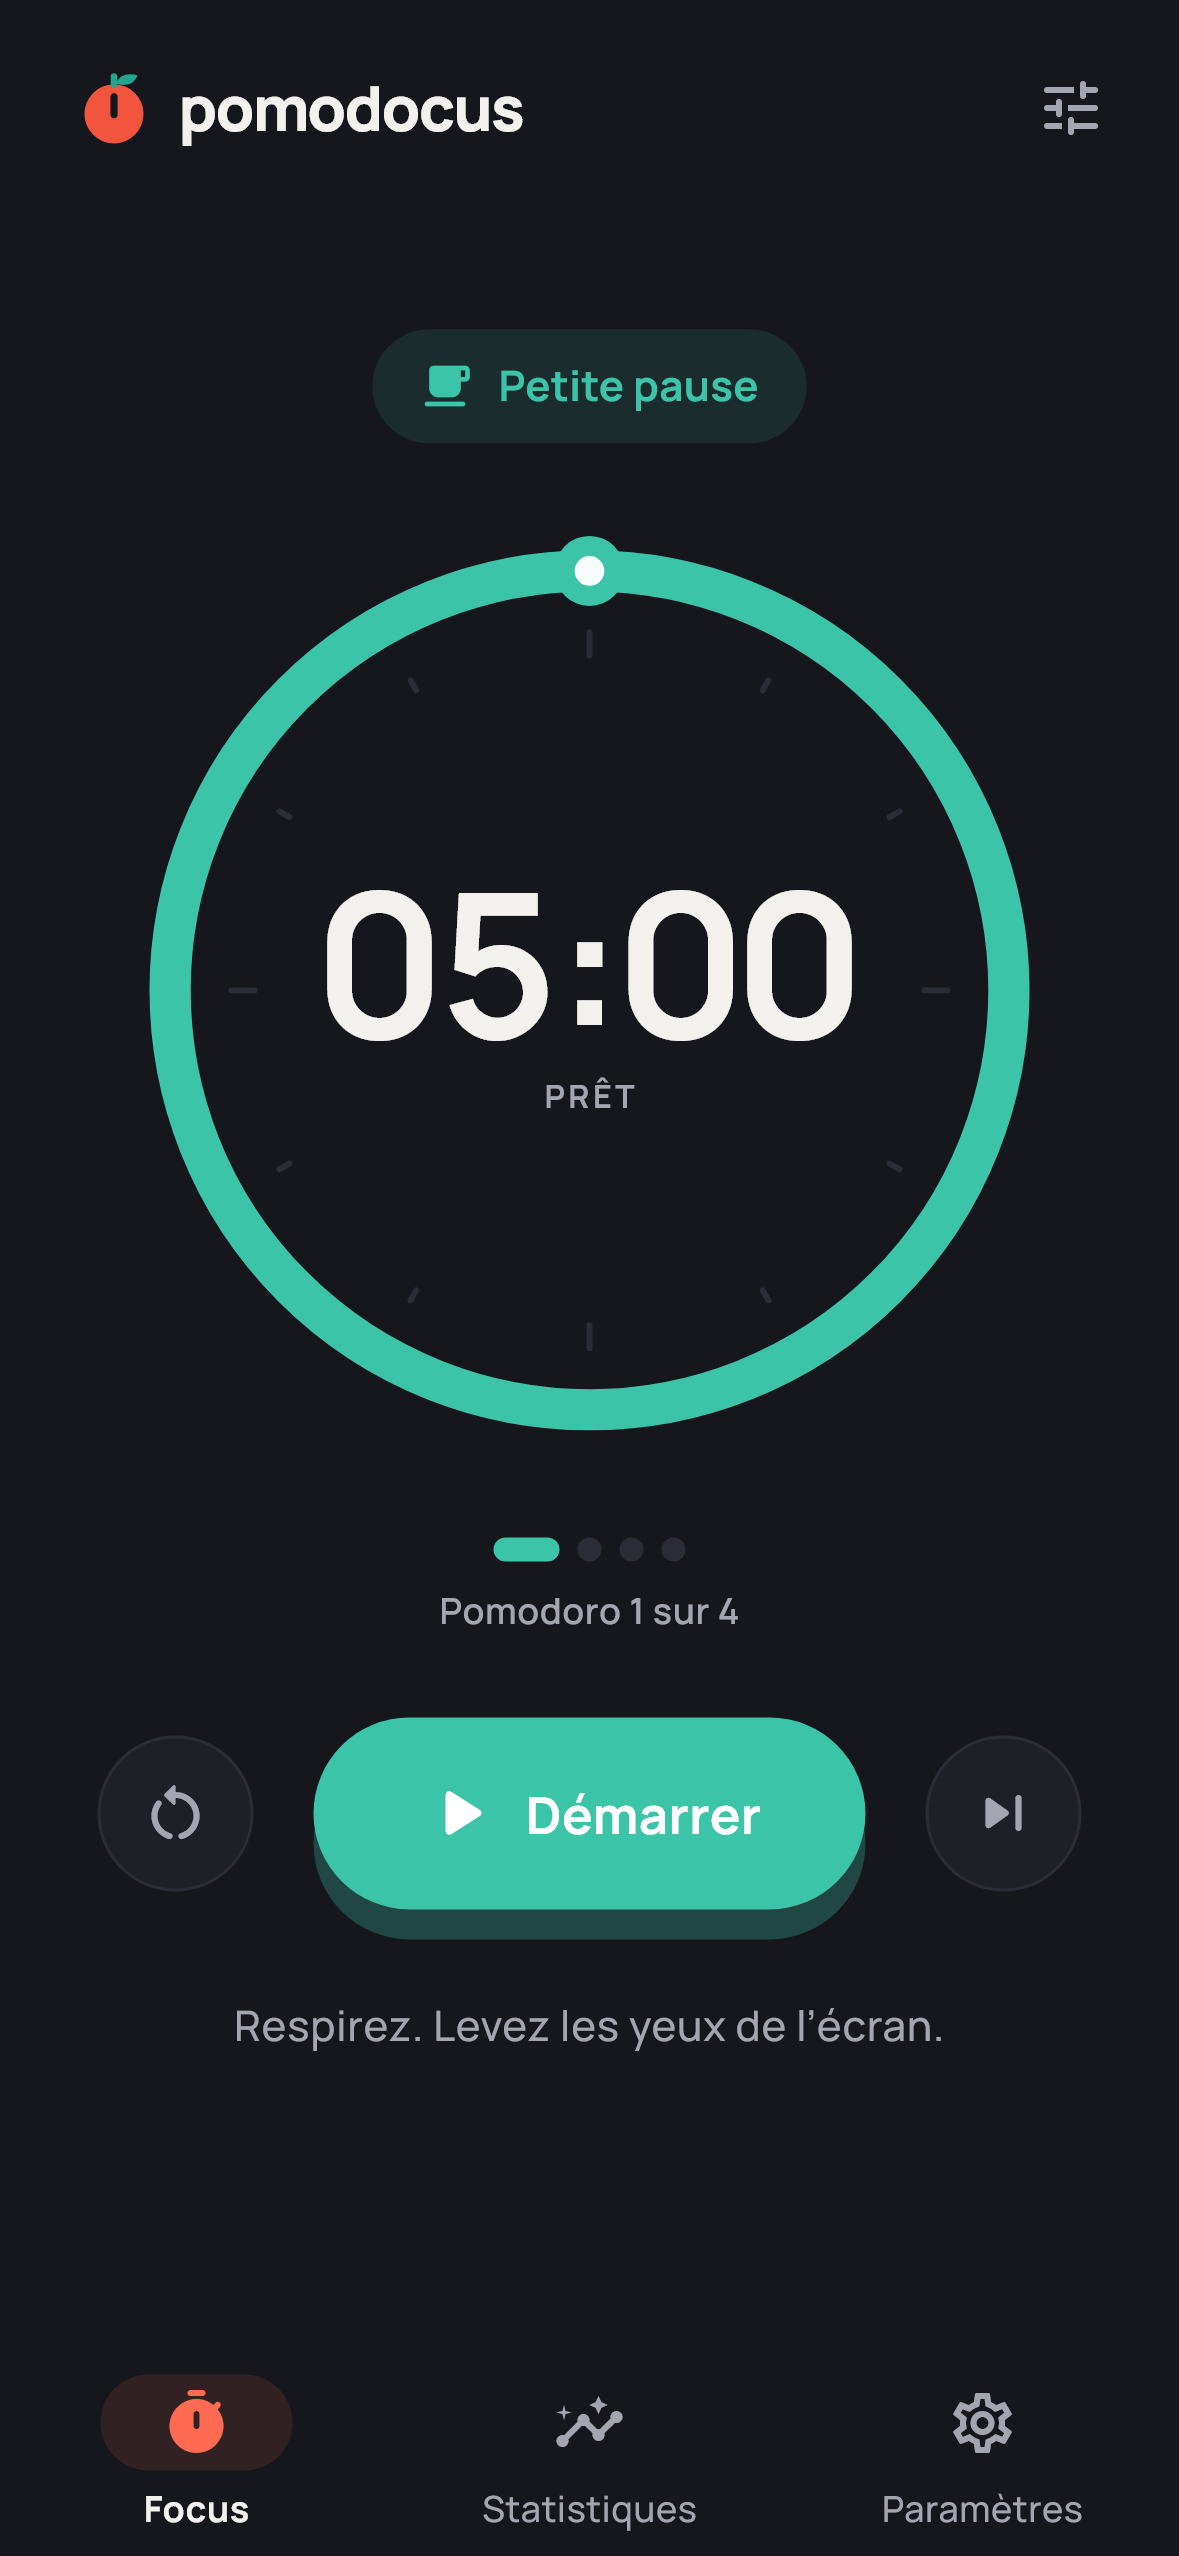 pomodocus
Petite pause
05:00
PRÊT
Pomodoro 1 sur 4
Démarrer
Respirez. Levez les yeux de l’écran.
Focus
Statistiques
Paramètres